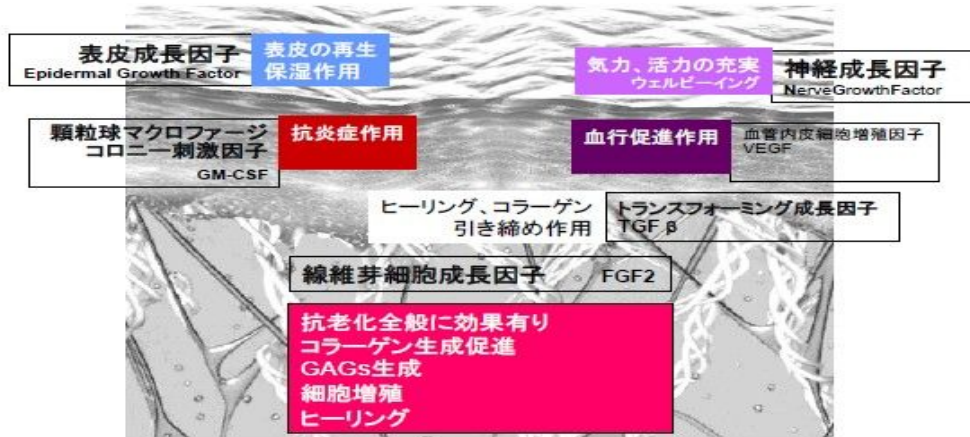 表皮成長因子
Epidermal Growth Factor
表皮の再生
保湿作用
気力、活力の充実
ウェルビーイング
神経成長因子
NerveGrowthFactor
顆粒球マクロファージ
コロニー刺激因子
GM-CSF
抗炎症作用
血行促進作用
血管内皮細胞増殖因子
VEGF
ヒーリング、コラーゲン
引き締め作用
トランスフォーミング成長因子
TGF β
線維芽細胞成長因子 FGF2
抗老化全般に効果有り
コラーゲン生成促進
GAGs生成
細胞増殖
ヒーリング